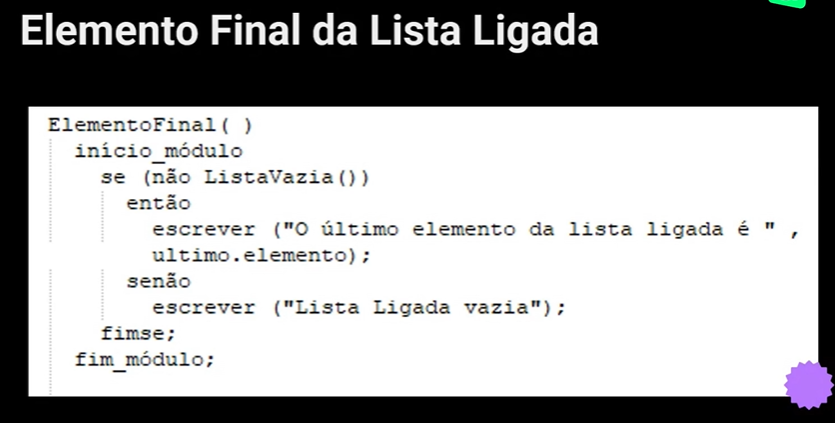 Elemento Final da Lista Ligada
ElementoFinal( )
início_módulo
se (não ListaVazia())
então
escrever ("O último elemento da lista ligada é " ,
ultimo.elemento);
senão
escrever ("Lista Ligada vazia");
fimse;
fim_módulo;